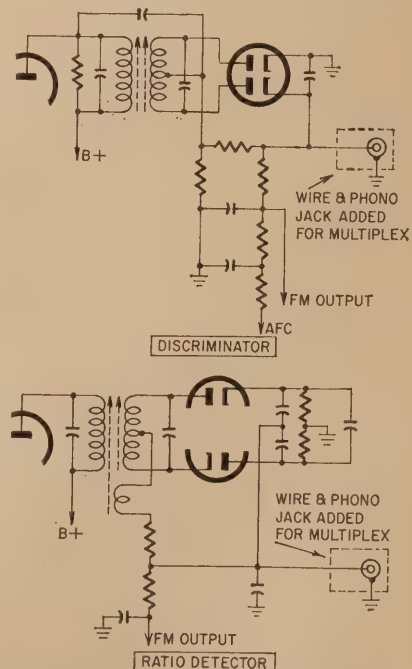 B+
WIRE & PHONO
JACK ADDED
FOR MULTIPLEX
FM OUTPUT
AFC
DISCRIMINATOR
B+
WIRE & PHONO
JACK ADDED
FOR MULTIPLEX
FM OUTPUT
RATIO DETECTOR